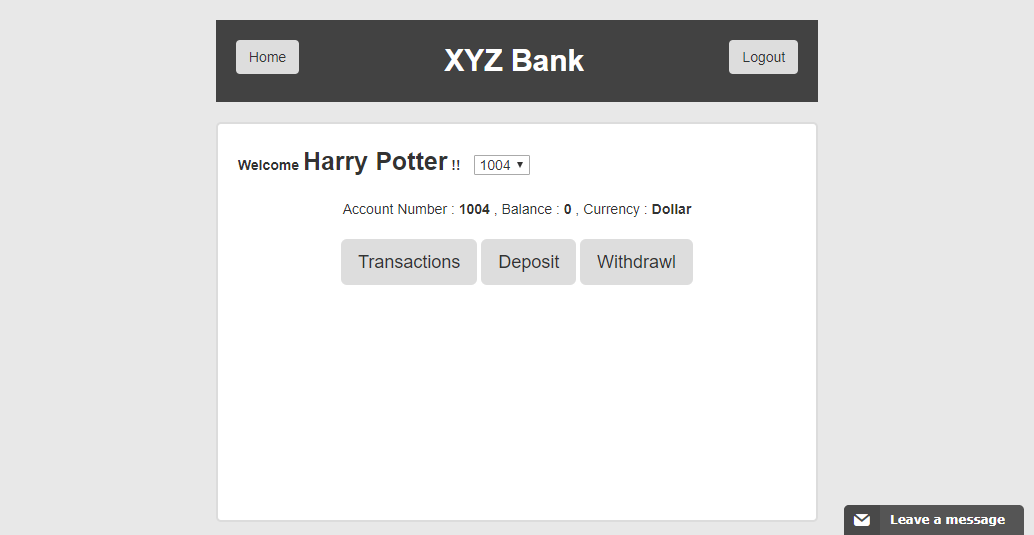 Home XYZ Bank Logout
Welcome Harry Potter !! 1004
Account Number : 1004 , Balance : 0 , Currency : Dollar
Transactions Deposit Withdrawl
Leave a message